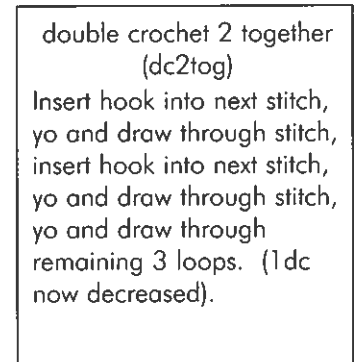 double crochet 2 together
(dc2tog)
Insert hook into next stitch,
yo and draw through stitch,
insert hook into next stitch,
yo and draw through stitch,
yo and draw through
remaining 3 loops.  (1dc
now decreased).